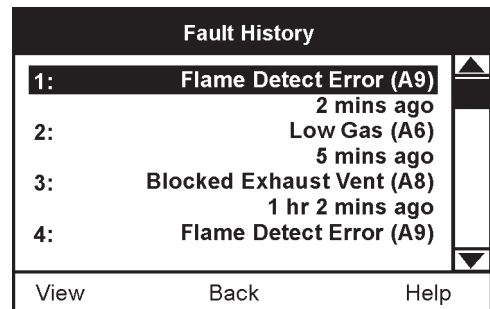 Fault History
1: Flame Detect Error (A9)
2 mins ago
2: Low Gas (A6)
5 mins ago
3: Blocked Exhaust Vent (A8)
1 hr 2 mins ago
4: Flame Detect Error (A9)
View Back Help